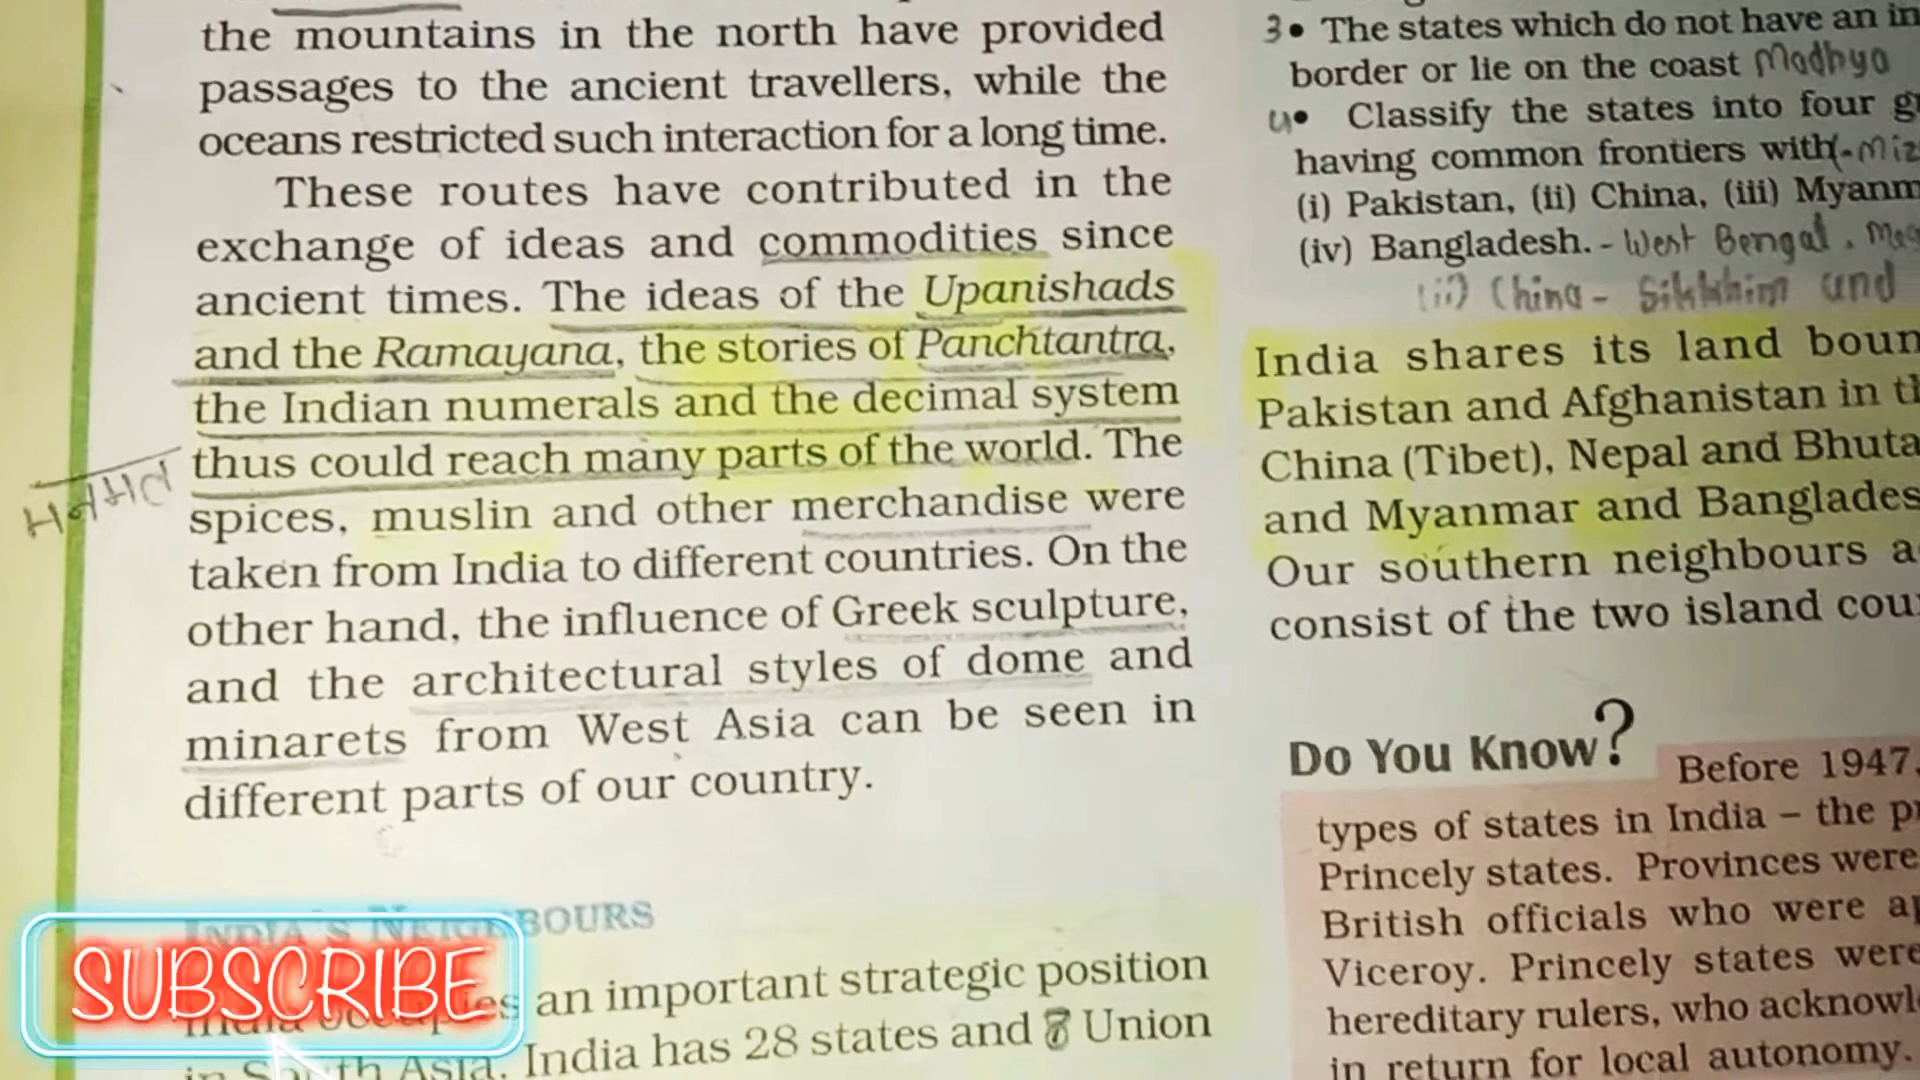 the mountains in the north have provided
passages to the ancient travellers, while the
oceans restricted such interaction for a long time.
These routes have contributed in the
exchange of ideas and commodities since
ancient times. The ideas of the Upanishads
and the Ramayana, the stories of Panchtantra,
the Indian numerals and the decimal system
thus could reach many parts of the world. The
मलमल
spices, muslin and other merchandise were
taken from India to different countries. On the
other hand, the influence of Greek sculpture,
and the architectural styles of dome and
minarets from West Asia can be seen in
different parts of our country.
INDIA'S NEIGHBOURS
an important strategic position
in South Asia. India has 28 states and Union
SUBSCRIBE
3• The states which do not have an in
border or lie on the coast Madhya
4• Classify the states into four
having common frontiers with - Miz
(i) Pakistan, (ii) China, (iii) Myanm
(iv) Bangladesh. - West Bengal, Meg
(ii) China - Sikkhim and
India shares its land boun
Pakistan and Afghanistan in
China (Tibet), Nepal and Bhuta
and Myanmar and Banglades
Our southern neighbours a
consist of the two island cou
Do You Know?
Before 1947,
types of states in India – the
Princely states. Provinces were
British officials who were
Viceroy. Princely states were
hereditary rulers, who acknowl
in return for local autonomy.